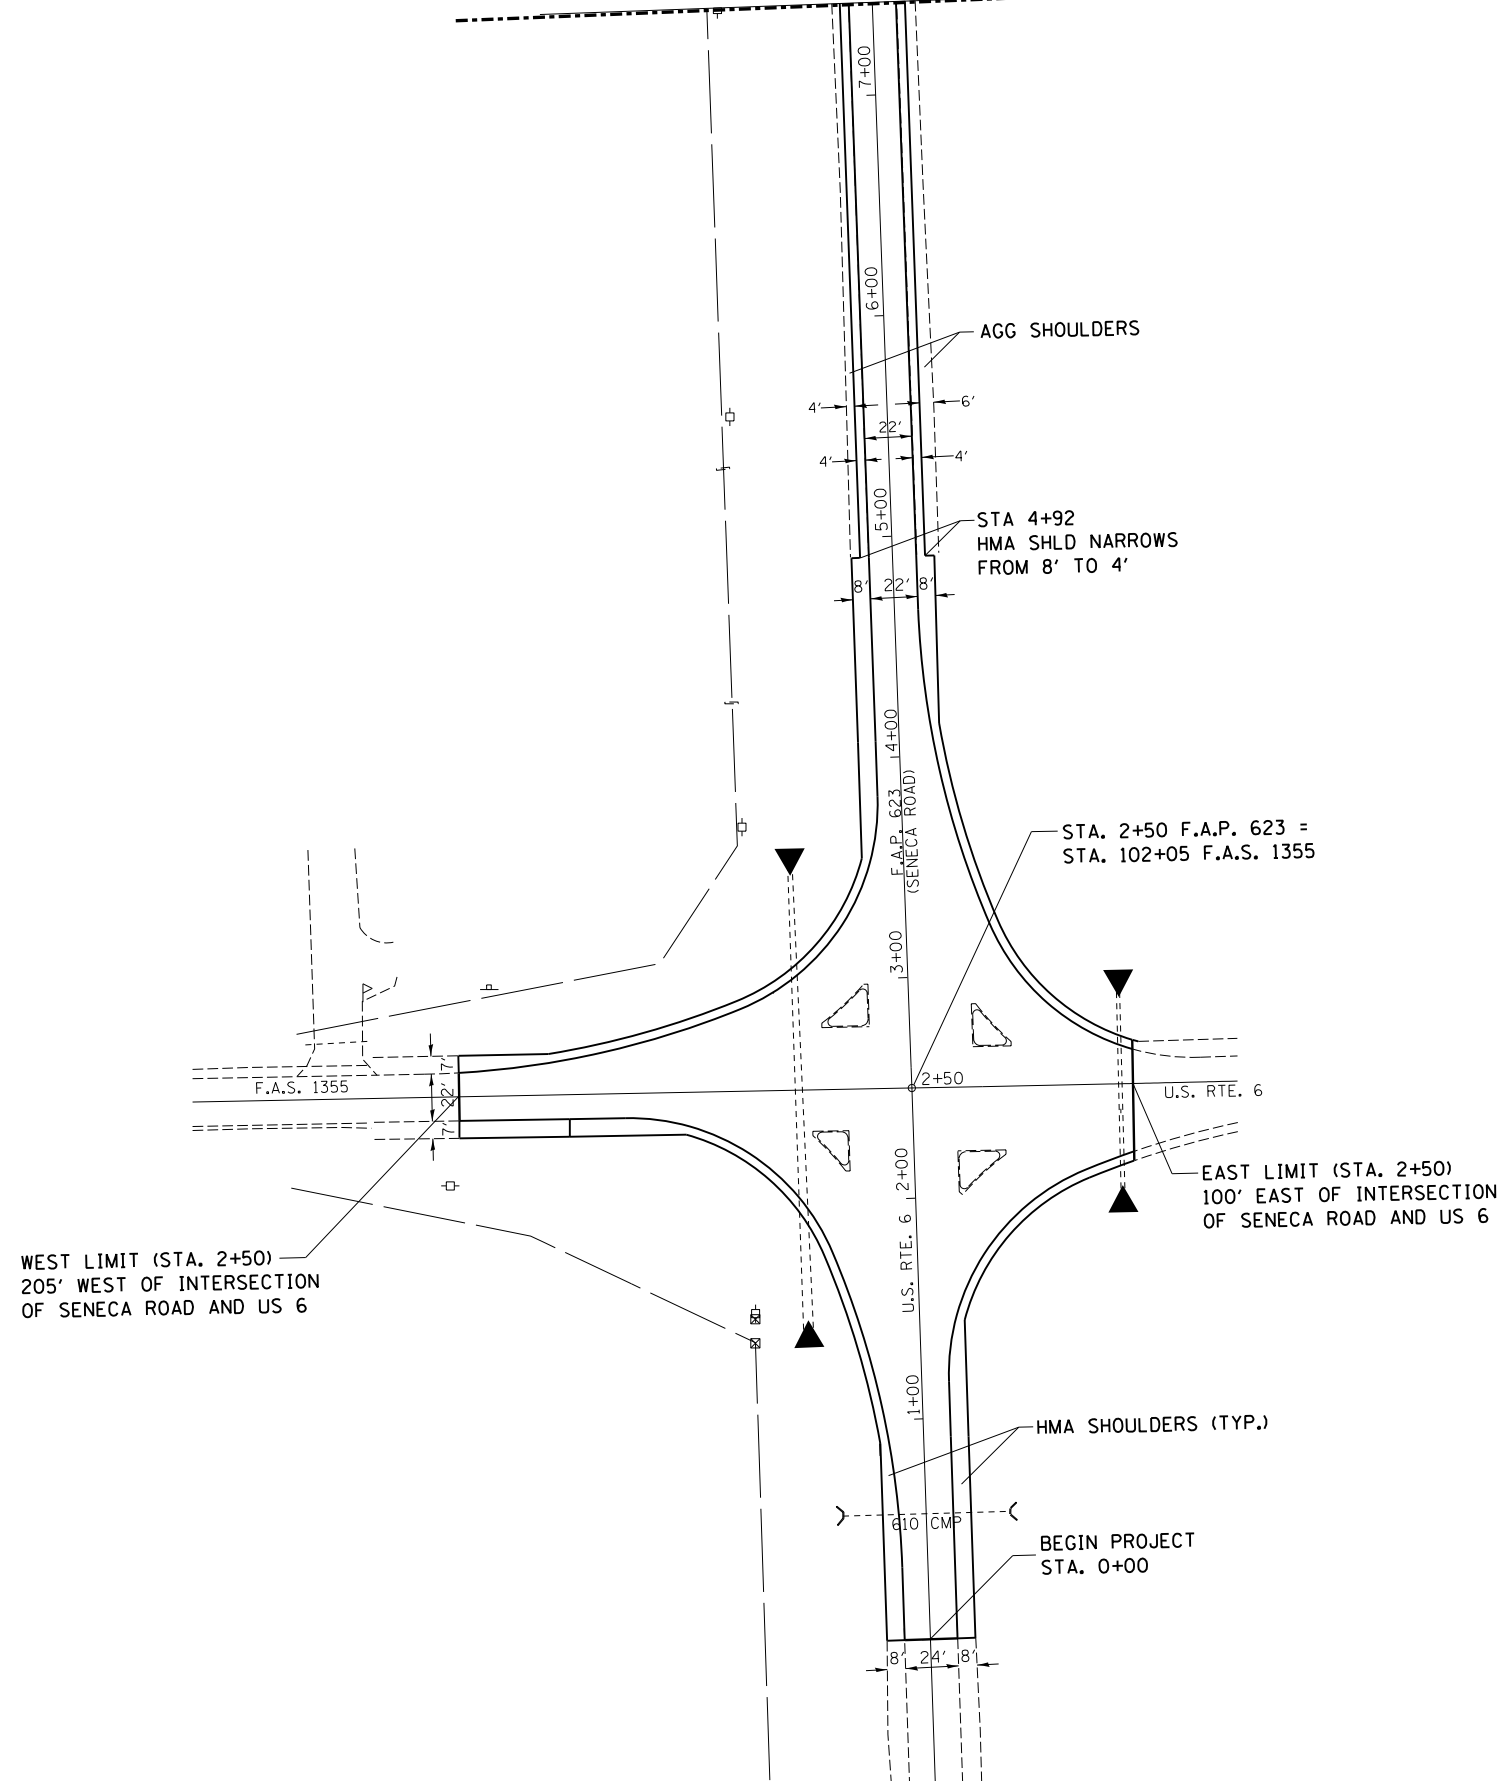 7+00
6+00
AGG SHOULDERS
4'
6'
22'
4'
4'
5+00
STA 4+92
HMA SHLD NARROWS
FROM 8' TO 4'
8'
22'
8'
4+00
F.A.P. 623
(SENECA ROAD)
STA. 2+50 F.A.P. 623 =
STA. 102+05 F.A.S. 1355
3+00
7'
F.A.S. 1355
22'
7'
2+50
U.S. RTE. 6
2+00
U.S. RTE. 6
EAST LIMIT (STA. 2+50)
100' EAST OF INTERSECTION
OF SENECA ROAD AND US 6
WEST LIMIT (STA. 2+50)
205' WEST OF INTERSECTION
OF SENECA ROAD AND US 6
1+00
HMA SHOULDERS (TYP.)
610 CMP
BEGIN PROJECT
STA. 0+00
8'
24'
8'